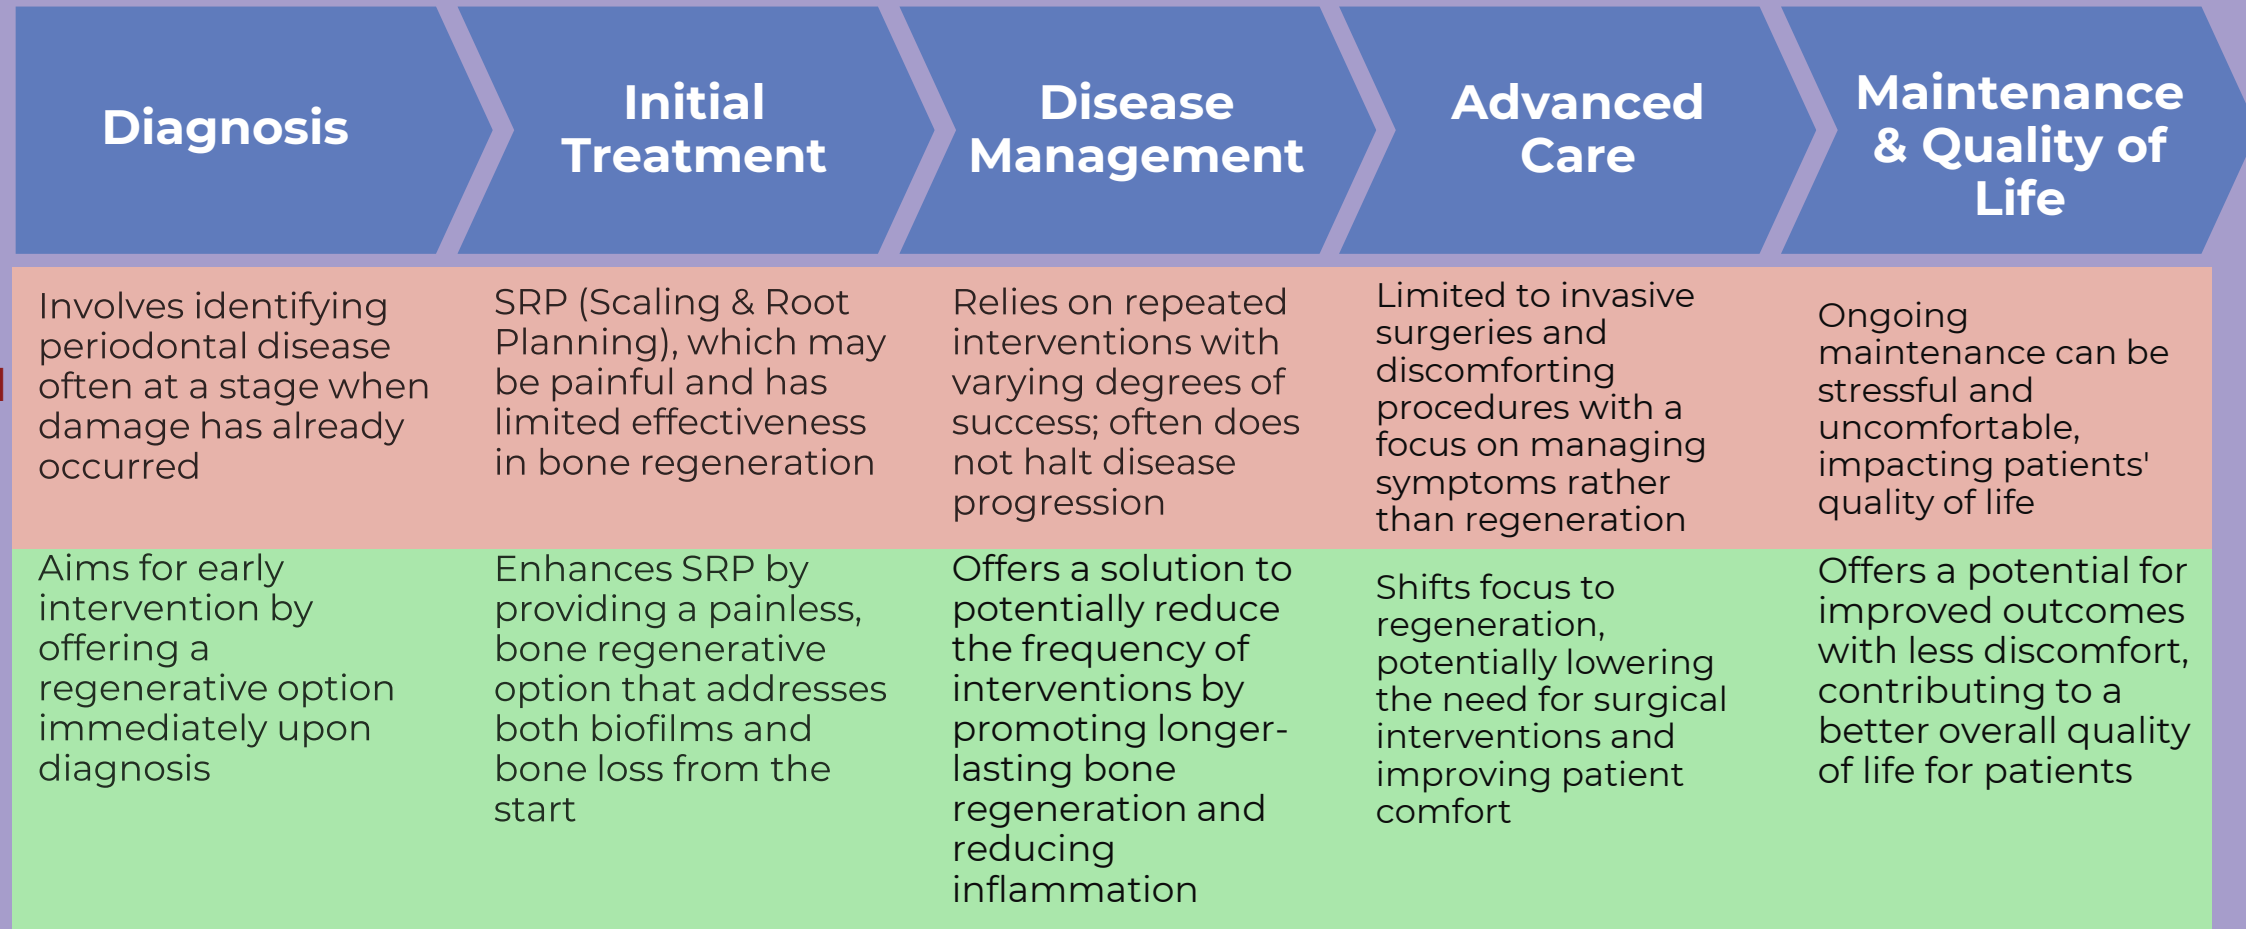 Diagnosis
Initial
Treatment
Disease
Management
Advanced
Care
Maintenance
& Quality of
Life
Involves identifying
periodontal disease
often at a stage when
damage has already
occurred
SRP (Scaling & Root
Planning), which may
be painful and has
limited effectiveness
in bone regeneration
Relies on repeated
interventions with
varying degrees of
success; often does
not halt disease
progression
Limited to invasive
surgeries and
discomforting
procedures with a
focus on managing
symptoms rather
than regeneration
Ongoing
maintenance can be
stressful and
uncomfortable,
impacting patients'
quality of life
Aims for early
intervention by
offering a
regenerative option
immediately upon
diagnosis
Enhances SRP by
providing a painless,
bone regenerative
option that addresses
both biofilms and
bone loss from the
start
Offers a solution to
potentially reduce
the frequency of
interventions by
promoting longer-
lasting bone
regeneration and
reducing
inflammation
Shifts focus to
regeneration,
potentially lowering
the need for surgical
interventions and
improving patient
comfort
Offers a potential for
improved outcomes
with less discomfort,
contributing to a
better overall quality
of life for patients